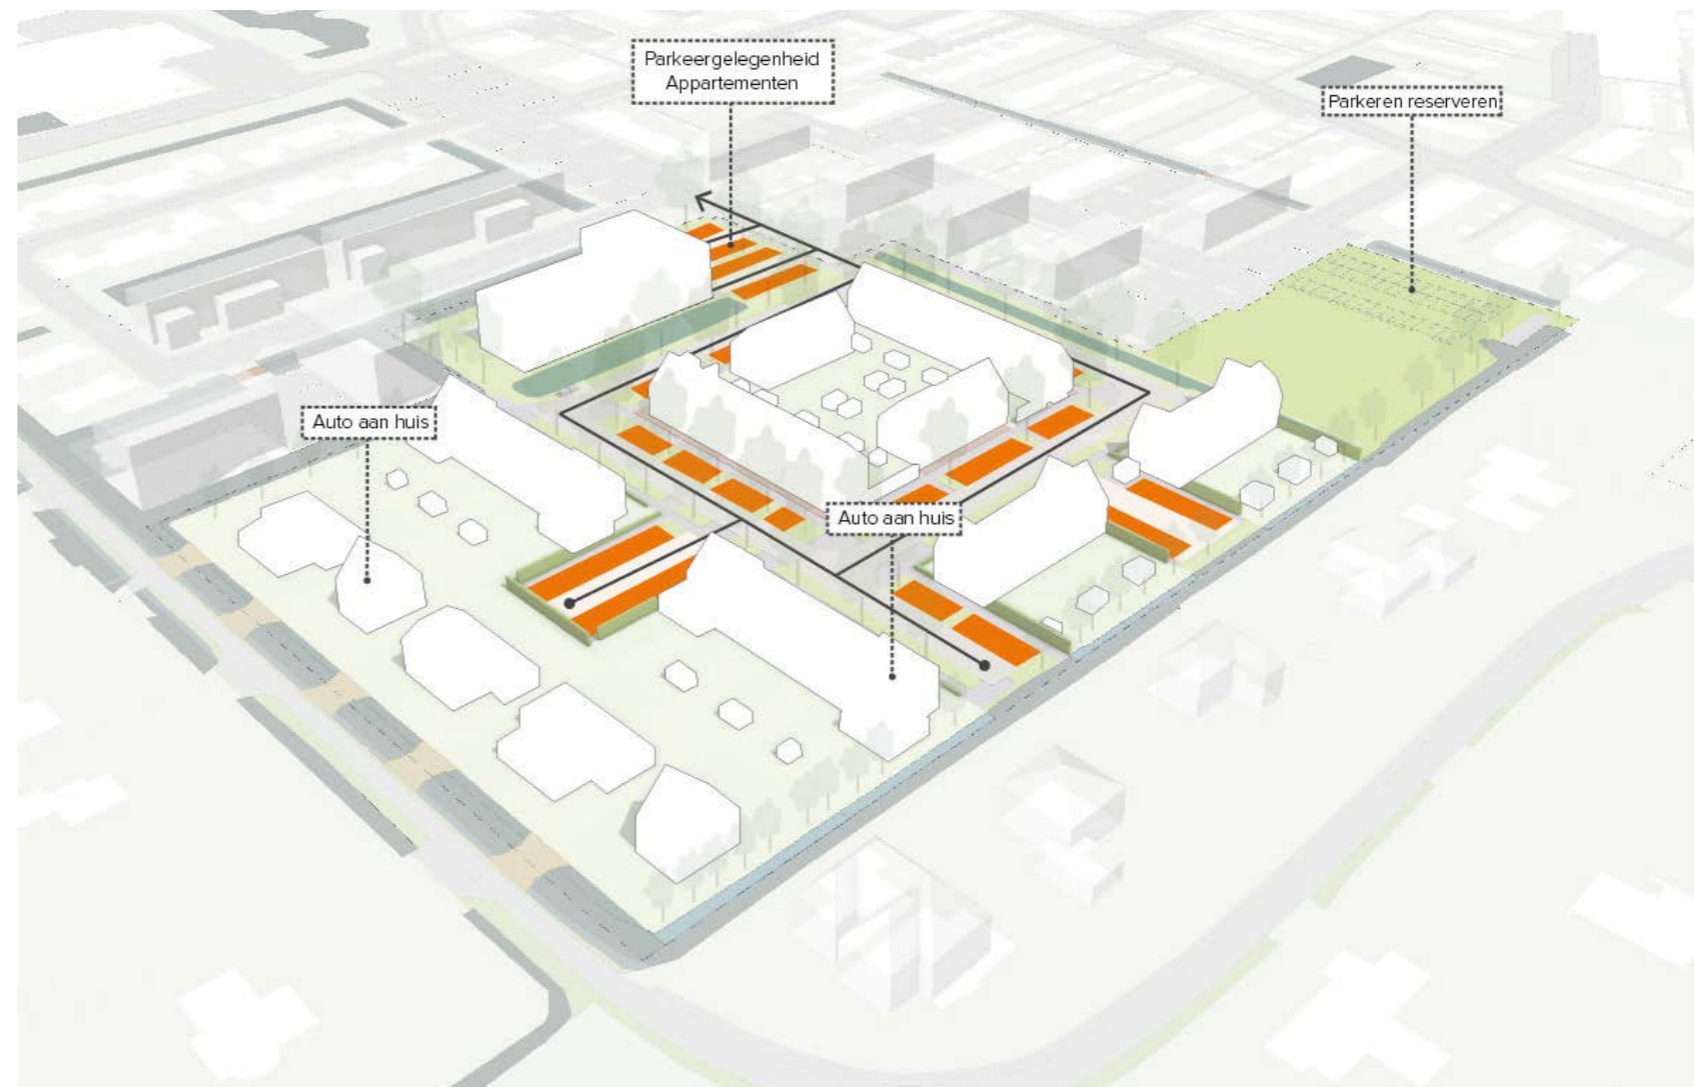 Parkeergelegenheid
Appartementen
Parkeren reserveren
Auto aan huis
Auto aan huis